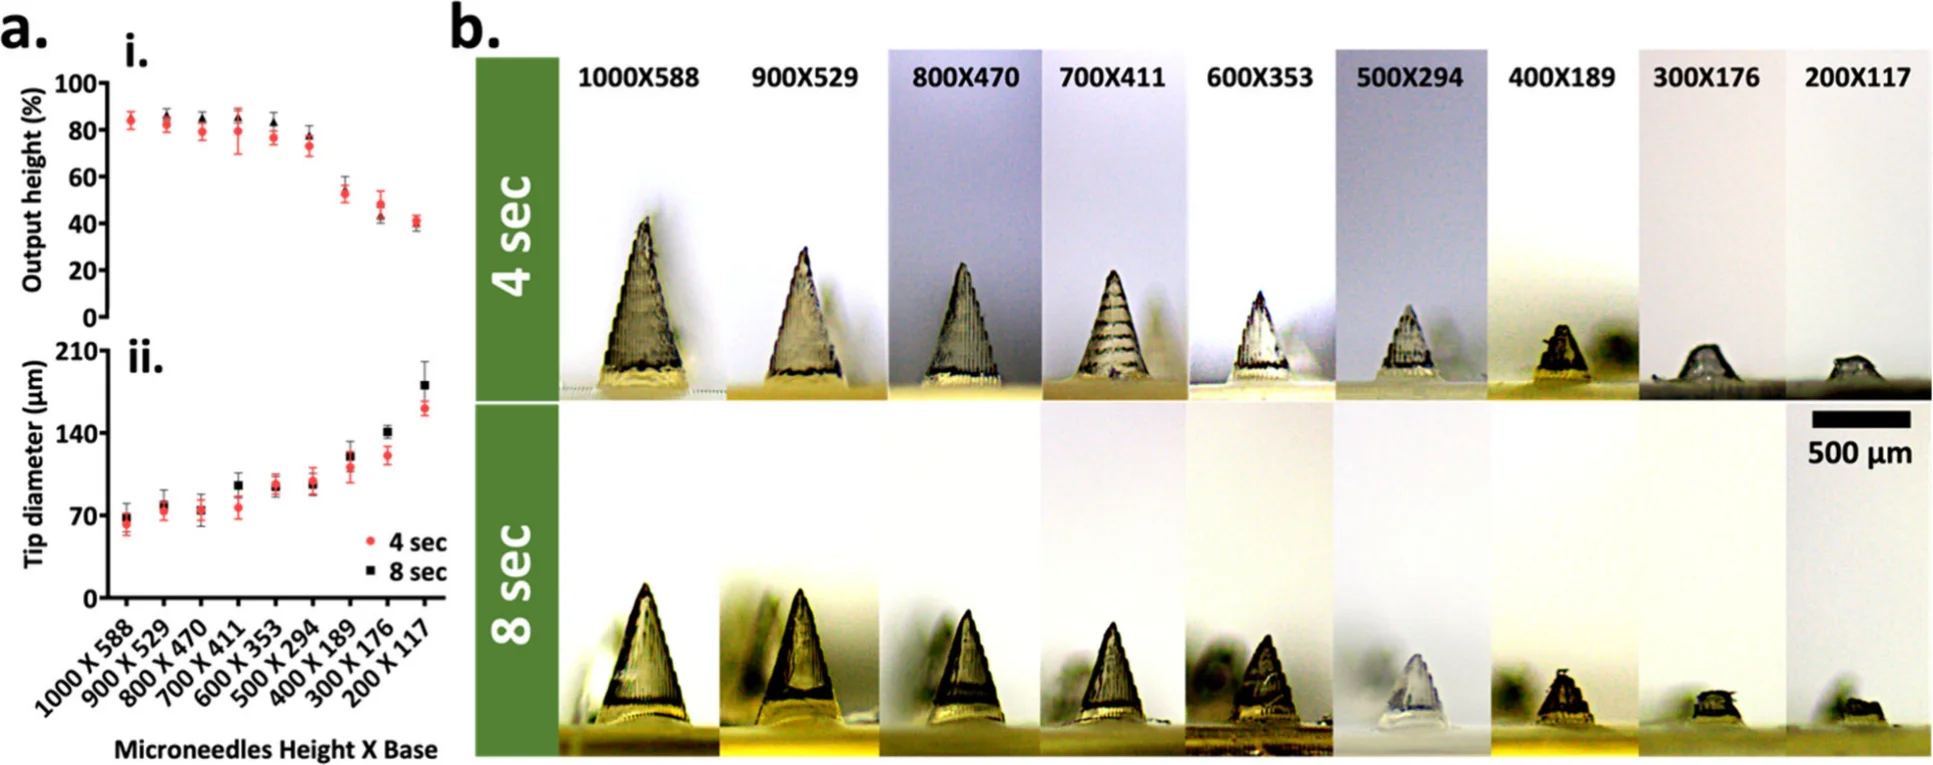 a.
i.
Output height (%)
100
80
60
40
20
0
ii.
Tip diameter (µm)
210
140
70
0
4 sec
8 sec
1000 X 588
900 X 529
800 X 470
700 X 411
600 X 353
500 X 294
400 X 189
300 X 176
200 X 117
Microneedles Height X Base
b.
1000X588
900X529
800X470
700X411
600X353
500X294
400X189
300X176
200X117
4 sec
8 sec
500 µm